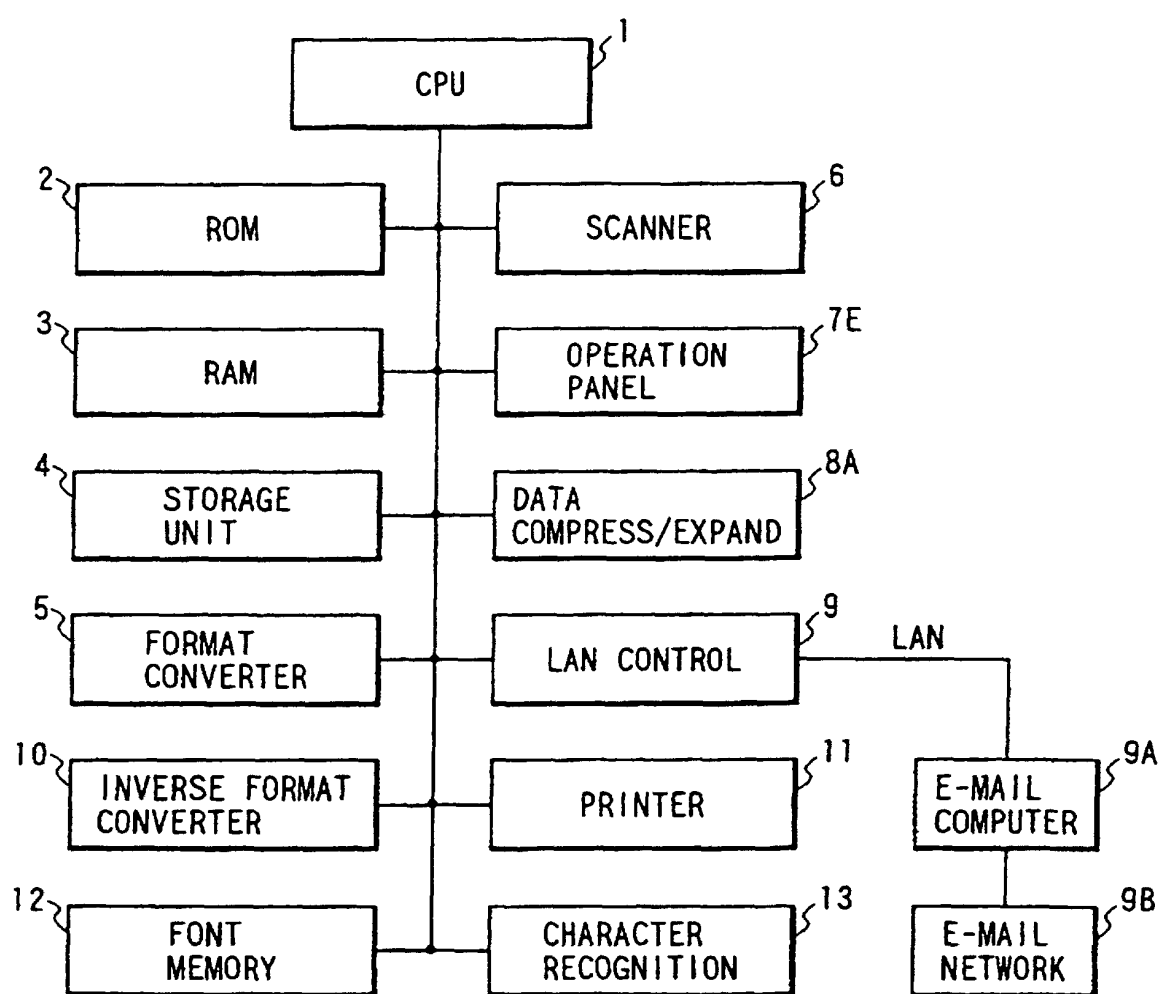 1
CPU
2
ROM
6
SCANNER
3
RAM
7E
OPERATION
PANEL
4
STORAGE
UNIT
8A
DATA
COMPRESS/EXPAND
5
FORMAT
CONVERTER
9
LAN CONTROL
LAN
10
INVERSE FORMAT
CONVERTER
11
PRINTER
9A
E-MAIL
COMPUTER
12
FONT
MEMORY
13
CHARACTER
RECOGNITION
9B
E-MAIL
NETWORK